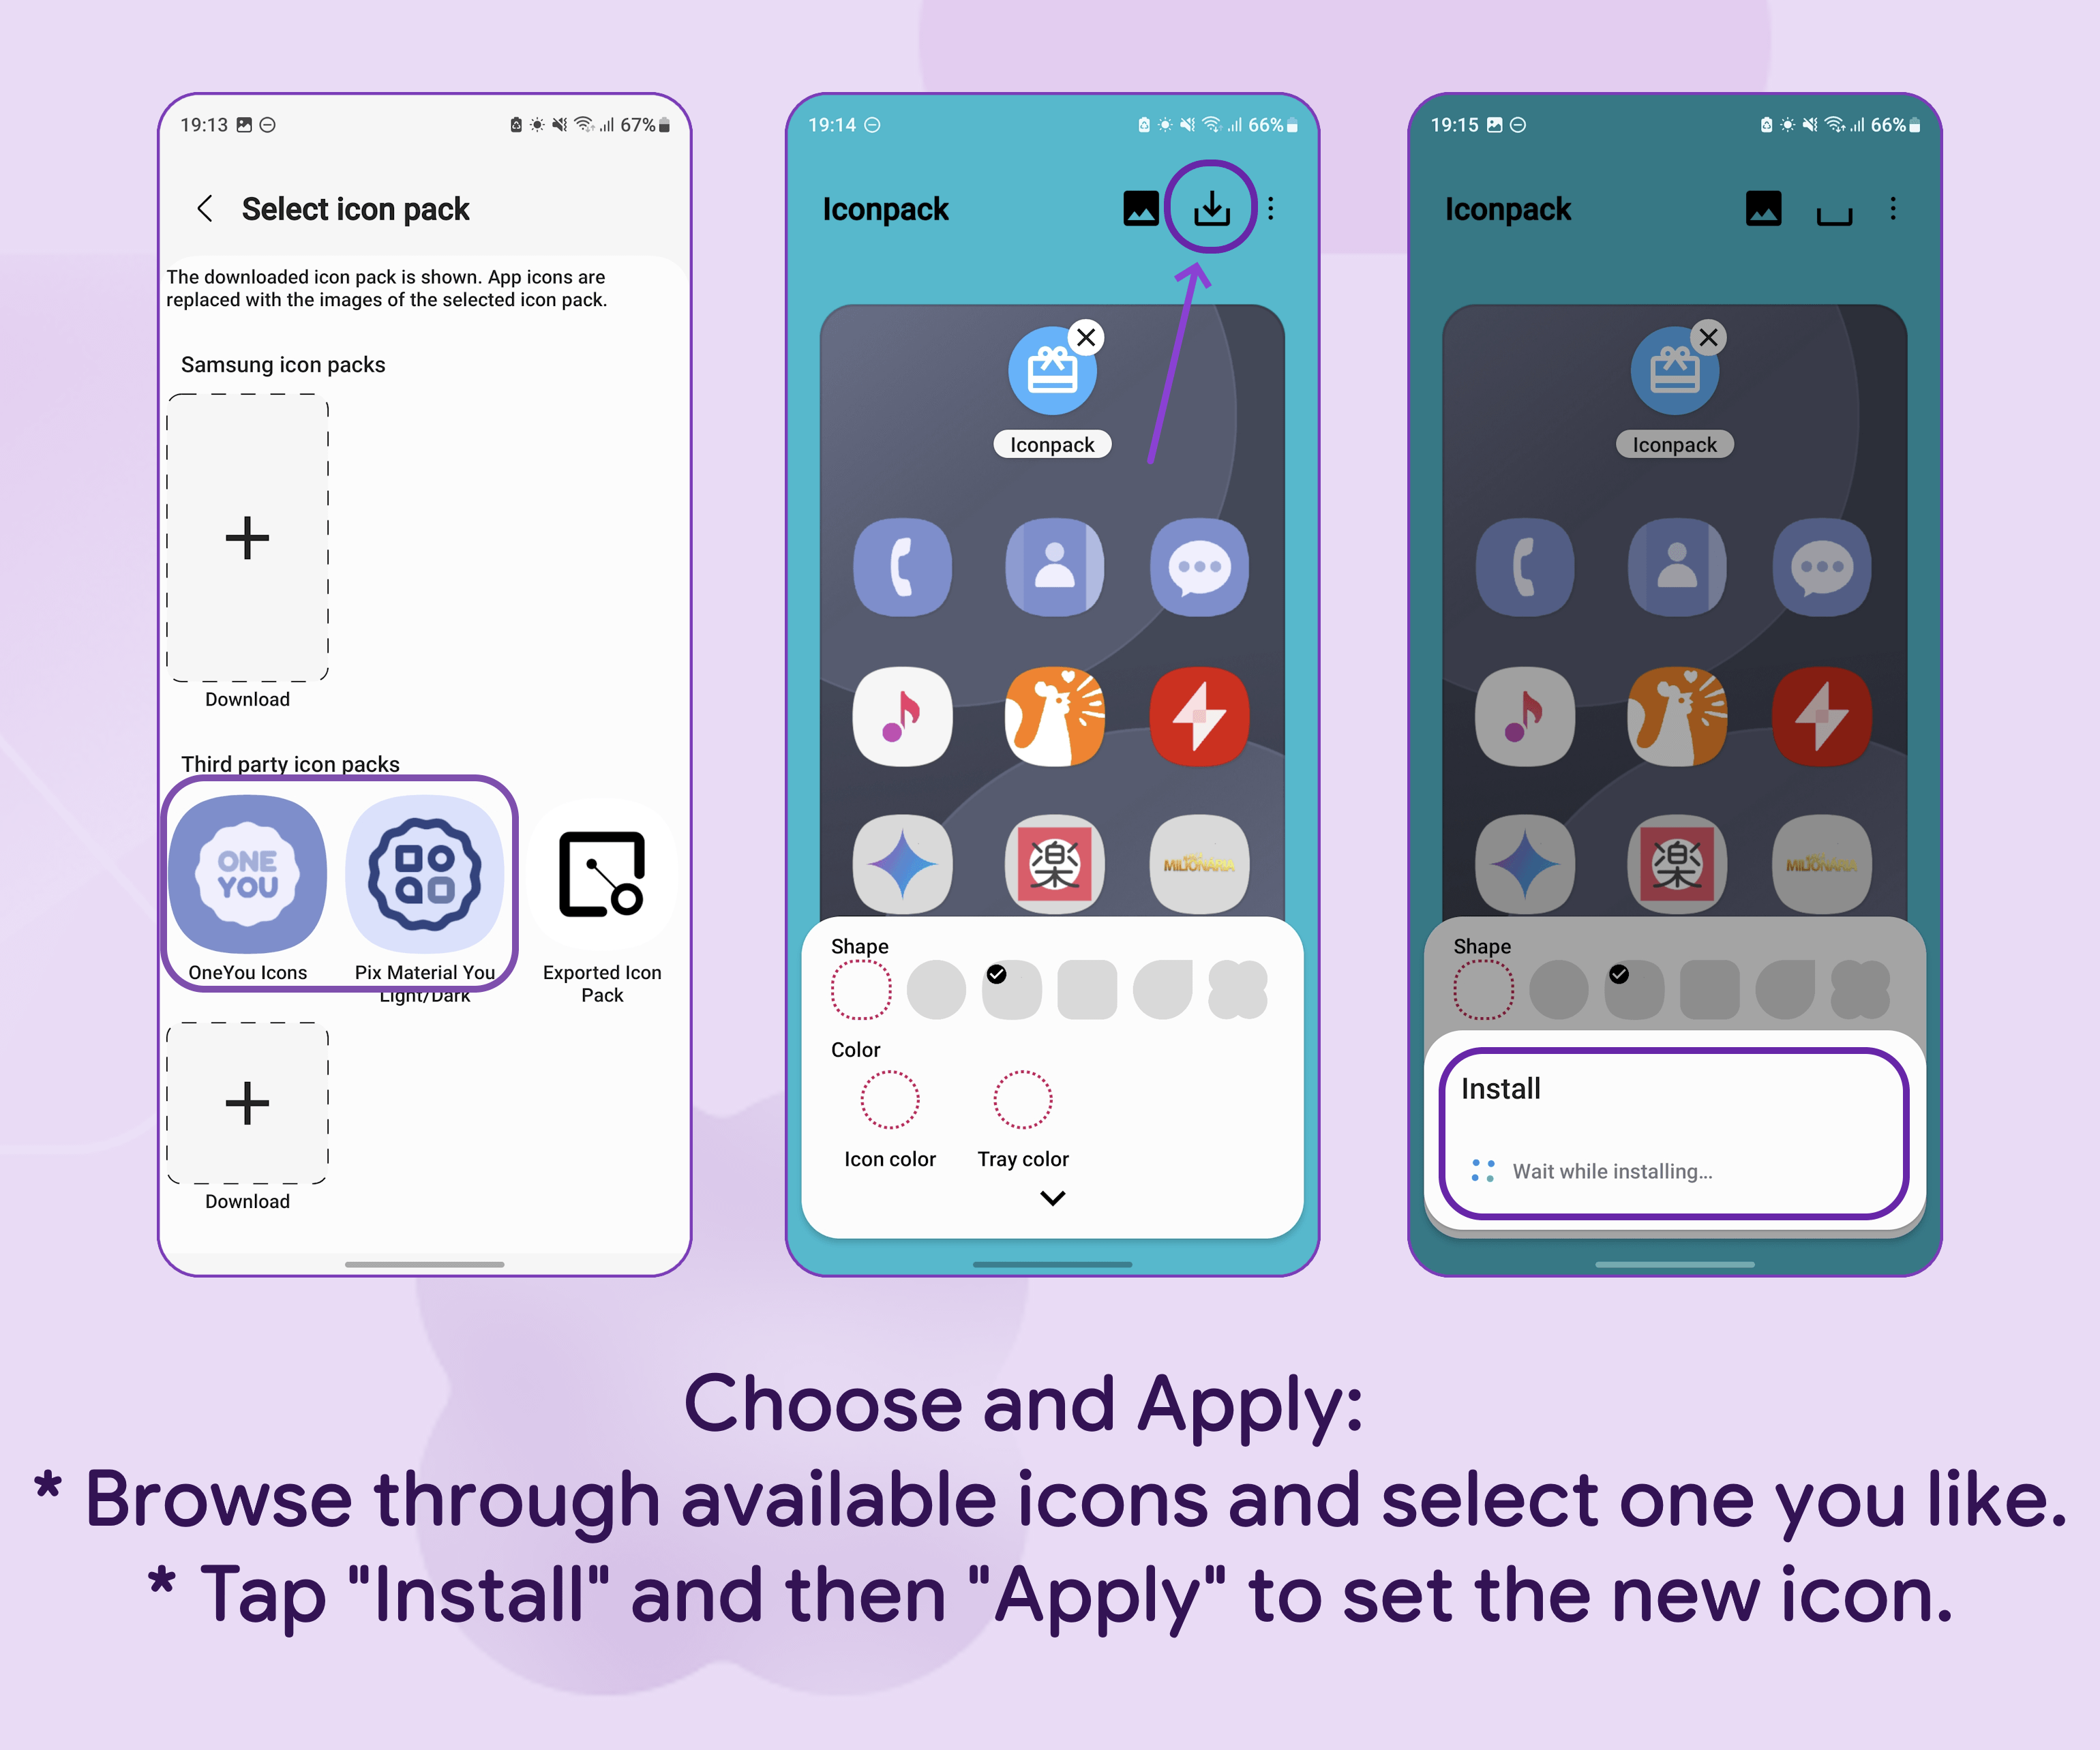 19:13
67%
Select icon pack
The downloaded icon pack is shown. App icons are
replaced with the images of the selected icon pack.
Samsung icon packs
Download
Third party icon packs
ONE
YOU
OneYou Icons
Pix Material You
Light/Dark
Exported Icon
Pack
Download
19:14
66%
Iconpack
Iconpack
楽
MILIONÁRIA
Shape
Color
Icon color
Tray color
19:15
66%
Iconpack
Iconpack
楽
MILIONÁRIA
Shape
Install
Wait while installing...
Choose and Apply:
* Browse through available icons and select one you like.
* Tap "Install" and then "Apply" to set the new icon.